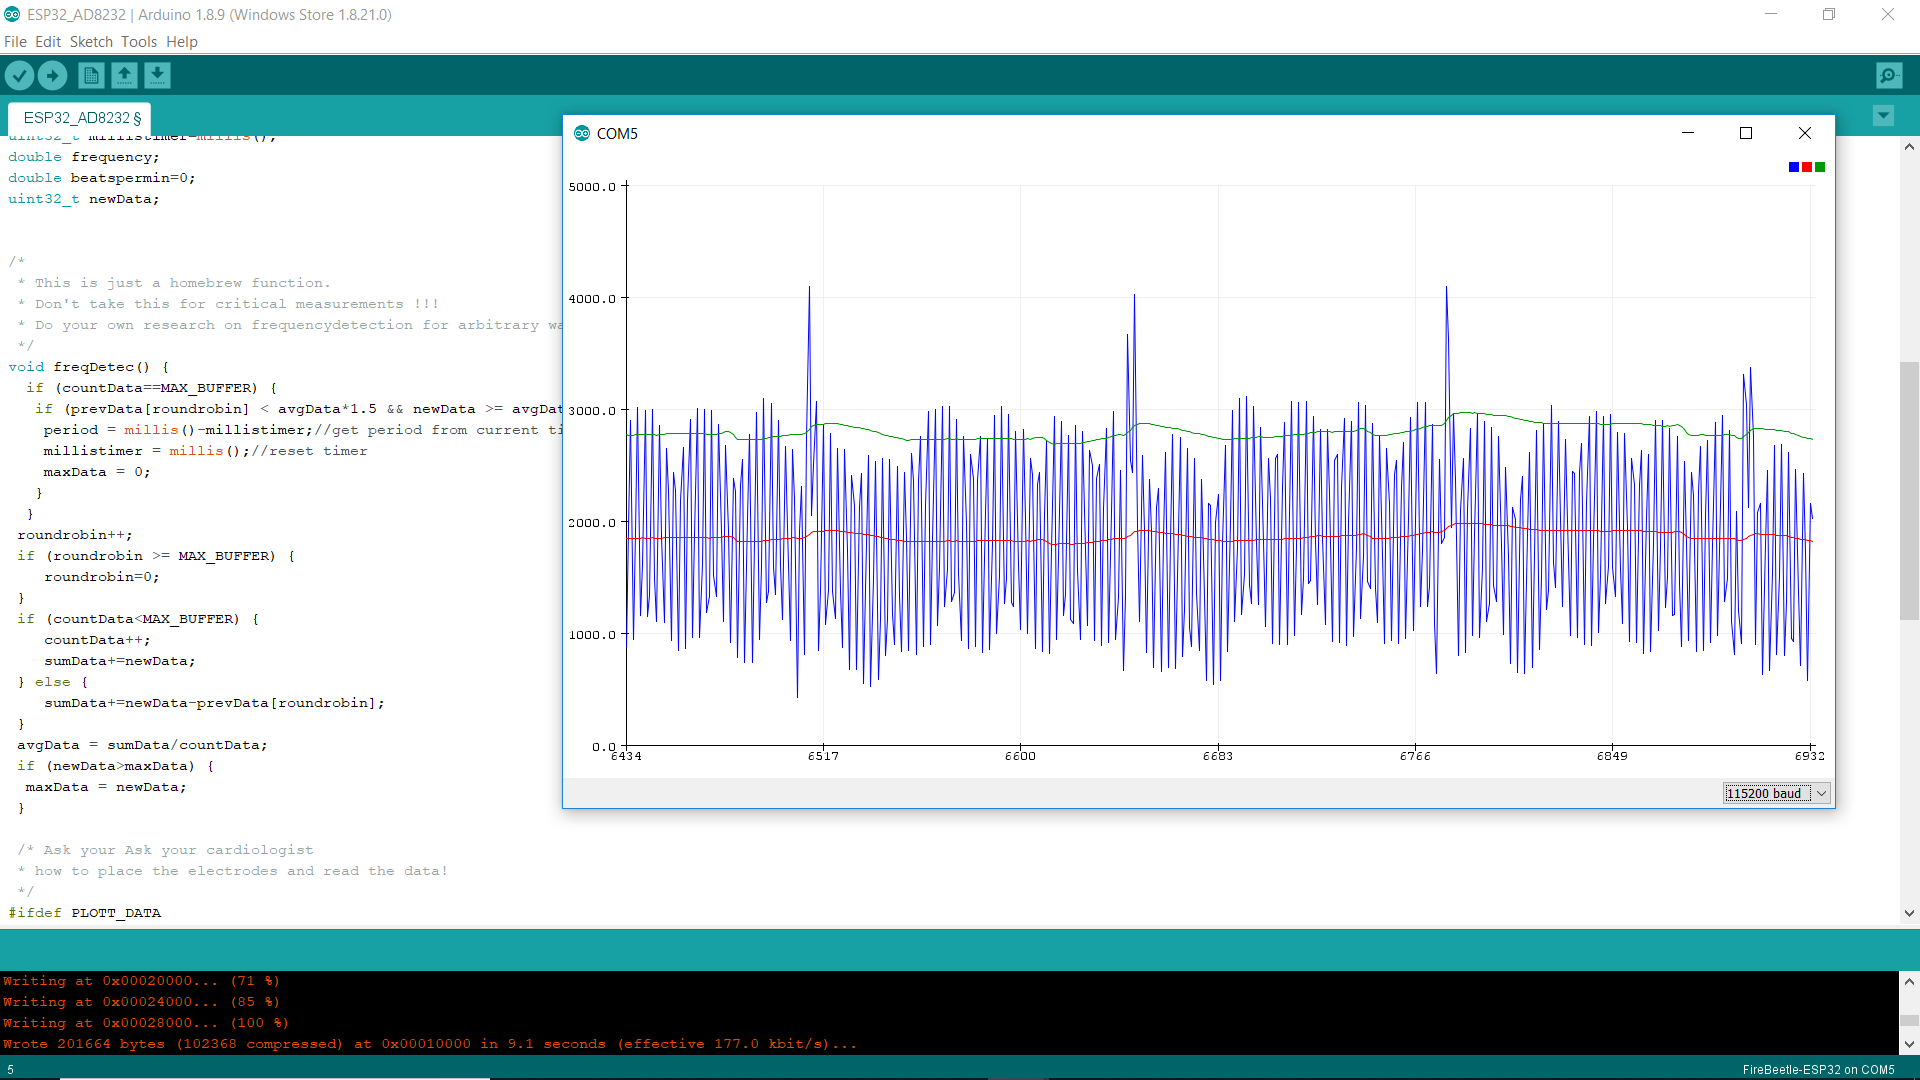 ESP32_AD8232 | Arduino 1.8.9 (Windows Store 1.8.21.0)
File Edit Sketch Tools Help
ESP32_AD8232 §
uint32_t millistimer=millis();
double frequency;
double beatspermin=0;
uint32_t newData;
/*
* This is just a homebrew function.
* Don't take this for critical measurements !!!
* Do your own research on frequencydetection for arbitrary wa
*/
void freqDetec() {
if (countData==MAX_BUFFER) {
if (prevData[roundrobin] < avgData*1.5 && newData >= avgDat
period = millis()-millistimer;//get period from current ti
millistimer = millis();//reset timer
maxData = 0;
}
}
roundrobin++;
if (roundrobin >= MAX_BUFFER) {
roundrobin=0;
}
if (countData<MAX_BUFFER) {
countData++;
sumData+=newData;
} else {
sumData+=newData-prevData[roundrobin];
}
avgData = sumData/countData;
if (newData>maxData) {
maxData = newData;
}
/* Ask your Ask your cardiologist
* how to place the electrodes and read the data!
*/
#ifdef PLOTT_DATA
COM5
5000.0
4000.0
3000.0
2000.0
1000.0
0.0
6434 6517 6600 6683 6766 6849 6932
115200 baud
Writing at 0x00020000... (71 %)
Writing at 0x00024000... (85 %)
Writing at 0x00028000... (100 %)
Wrote 201664 bytes (102368 compressed) at 0x00010000 in 9.1 seconds (effective 177.0 kbit/s)...
5
FireBeetle-ESP32 on COM5